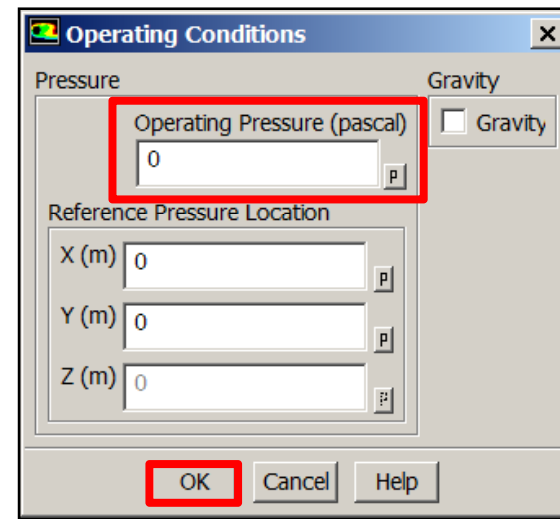 Operating Conditions
Pressure
Gravity
Operating Pressure (pascal)
Gravity
0
P
Reference Pressure Location
X (m) 0
P
Y (m) 0
P
Z (m) 0
P
OK Cancel Help